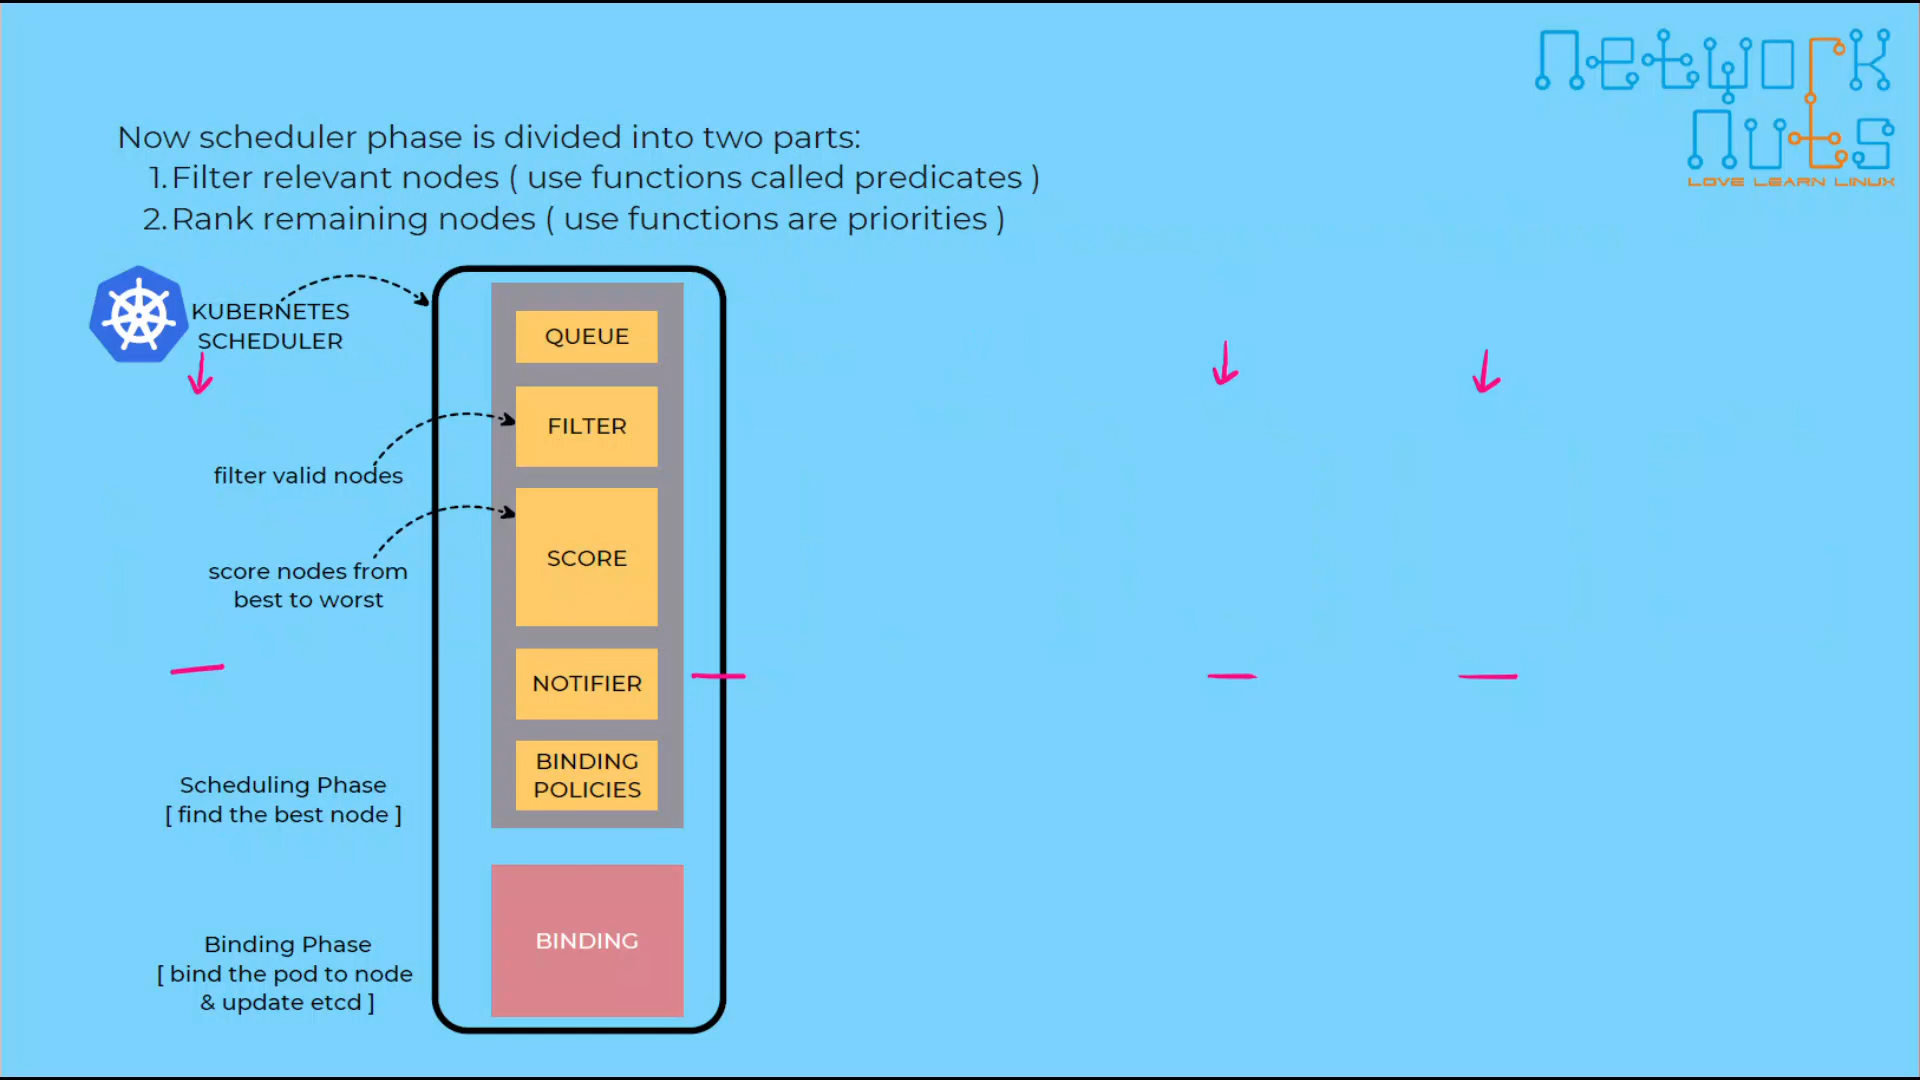 Network
Nuts
LOVE LEARN LINUX
Now scheduler phase is divided into two parts:
1. Filter relevant nodes ( use functions called predicates )
2. Rank remaining nodes ( use functions are priorities )
KUBERNETES
SCHEDULER
QUEUE
FILTER
filter valid nodes
SCORE
score nodes from
best to worst
NOTIFIER
BINDING
POLICIES
Scheduling Phase
[ find the best node ]
BINDING
Binding Phase
[ bind the pod to node
& update etcd ]